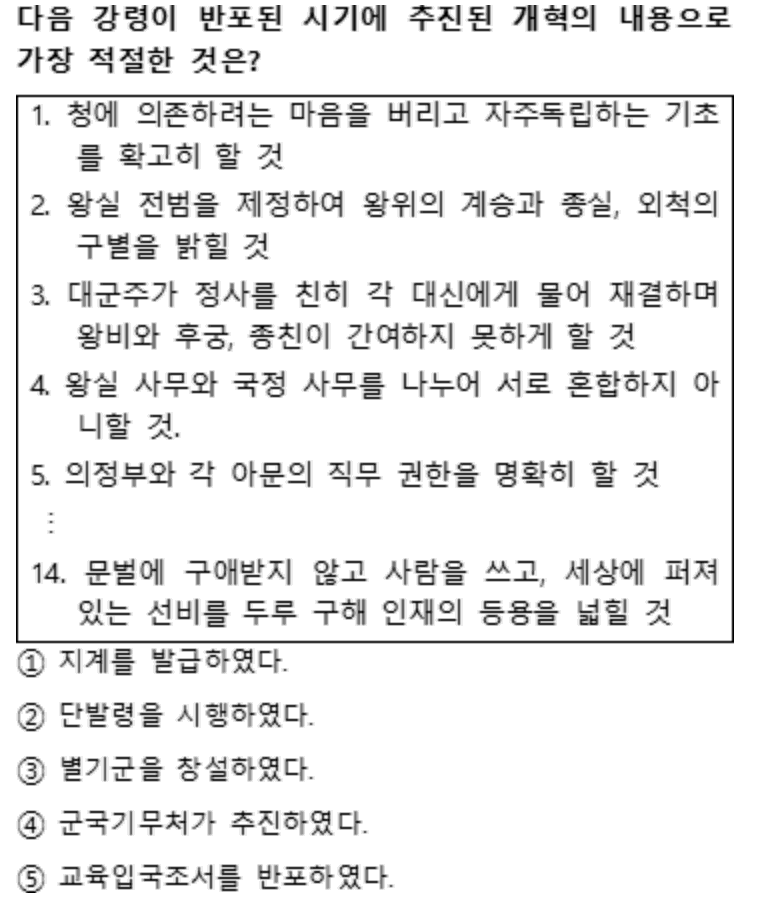 다음 강령이 반포된 시기에 추진된 개혁의 내용으로
가장 적절한 것은?
1. 청에 의존하려는 마음을 버리고 자주독립하는 기초
를 확고히 할 것
2. 왕실 전범을 제정하여 왕위의 계승과 종실, 외척의
구별을 밝힐 것
3. 대군주가 정사를 친히 각 대신에게 물어 재결하며
왕비와 후궁, 종친이 간여하지 못하게 할 것
4. 왕실 사무와 국정 사무를 나누어 서로 혼합하지 아
니할 것.
5. 의정부와 각 아문의 직무 권한을 명확히 할 것
⋮
14. 문벌에 구애받지 않고 사람을 쓰고, 세상에 퍼져
있는 선비를 두루 구해 인재의 등용을 넓힐 것
① 지계를 발급하였다.
② 단발령을 시행하였다.
③ 별기군을 창설하였다.
④ 군국기무처가 추진하였다.
⑤ 교육입국조서를 반포하였다.